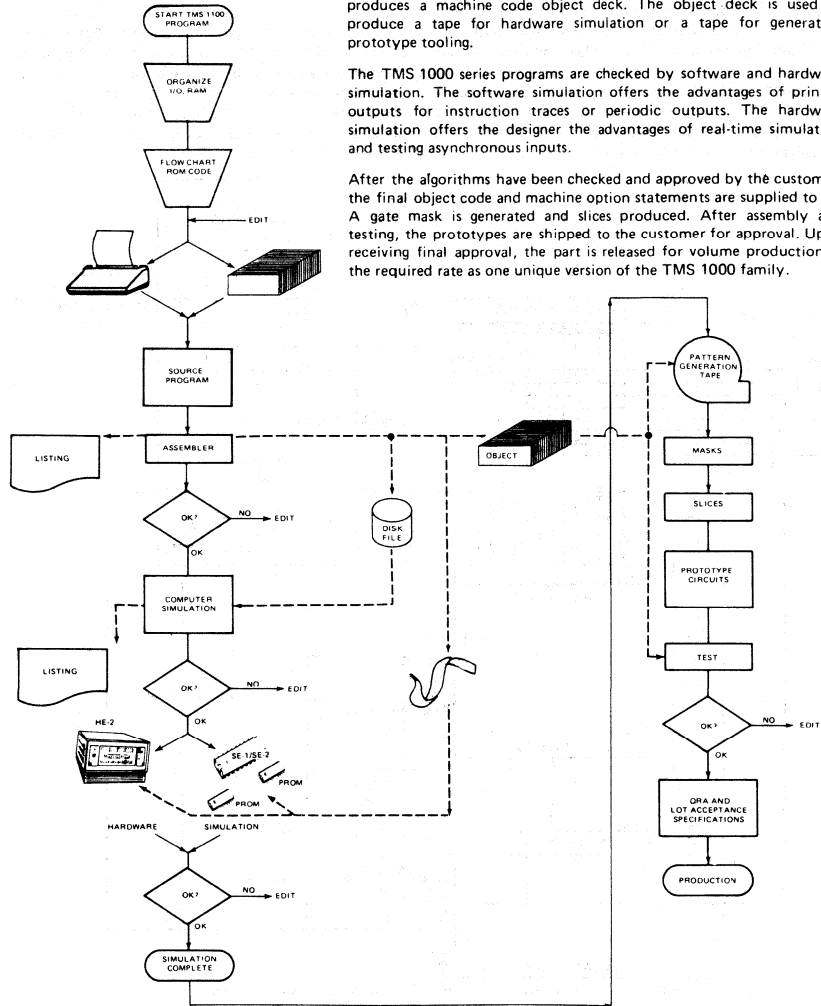 produces a machine code object deck. The object deck is used
produce a tape for hardware simulation or a tape for generat
prototype tooling.
The TMS 1000 series programs are checked by software and hardw
simulation. The software simulation offers the advantages of prin
outputs for instruction traces or periodic outputs. The hardw
simulation offers the designer the advantages of real-time simulat
and testing asynchronous inputs.
After the algorithms have been checked and approved by the custom
the final object code and machine option statements are supplied to
A gate mask is generated and slices produced. After assembly a
testing, the prototypes are shipped to the customer for approval. Up
receiving final approval, the part is released for volume production
the required rate as one unique version of the TMS 1000 family.
START TMS 1100
PROGRAM
ORGANIZE
I/O, RAM
FLOW CHART
ROM CODE
EDIT
SOURCE
PROGRAM
LISTING
ASSEMBLER
OBJECT
OK?
NO
EDIT
OK
DISK
FILE
COMPUTER
SIMULATION
LISTING
OK?
NO
EDIT
OK
HE-2
SE-1/SE-2
PROM
PROM
HARDWARE
SIMULATION
OK?
NO
EDIT
OK
SIMULATION
COMPLETE
PATTERN
GENERATION
TAPE
MASKS
SLICES
PROTOTYPE
CIRCUITS
TEST
OK?
NO
EDIT
OK
QRA AND
LOT ACCEPTANCE
SPECIFICATIONS
PRODUCTION